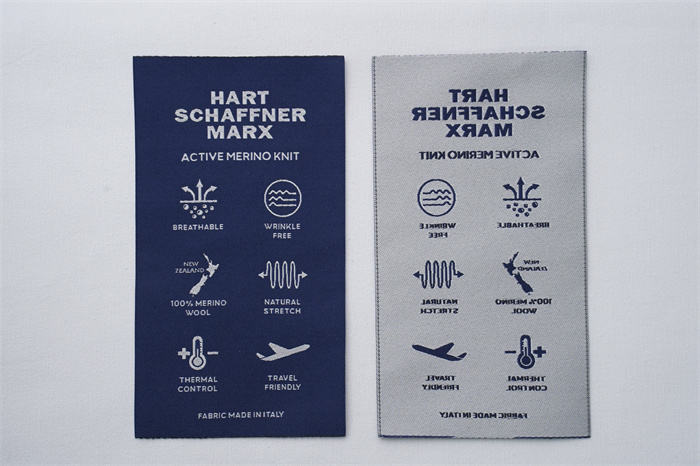 HART
SCHAFFNER
MARX
ACTIVE MERINO KNIT
BREATHABLE
WRINKLE
FREE
NEW
ZEALAND
100% MERINO
WOOL
NATURAL
STRETCH
THERMAL
CONTROL
TRAVEL
FRIENDLY
FABRIC MADE IN ITALY
HART
SCHAFFNER
MARX
ACTIVE MERINO KNIT
WRINKLE
FREE
BREATHABLE
NATURAL
STRETCH
NEW
ZEALAND
100% MERINO
WOOL
TRAVEL
FRIENDLY
THERMAL
CONTROL
FABRIC MADE IN ITALY